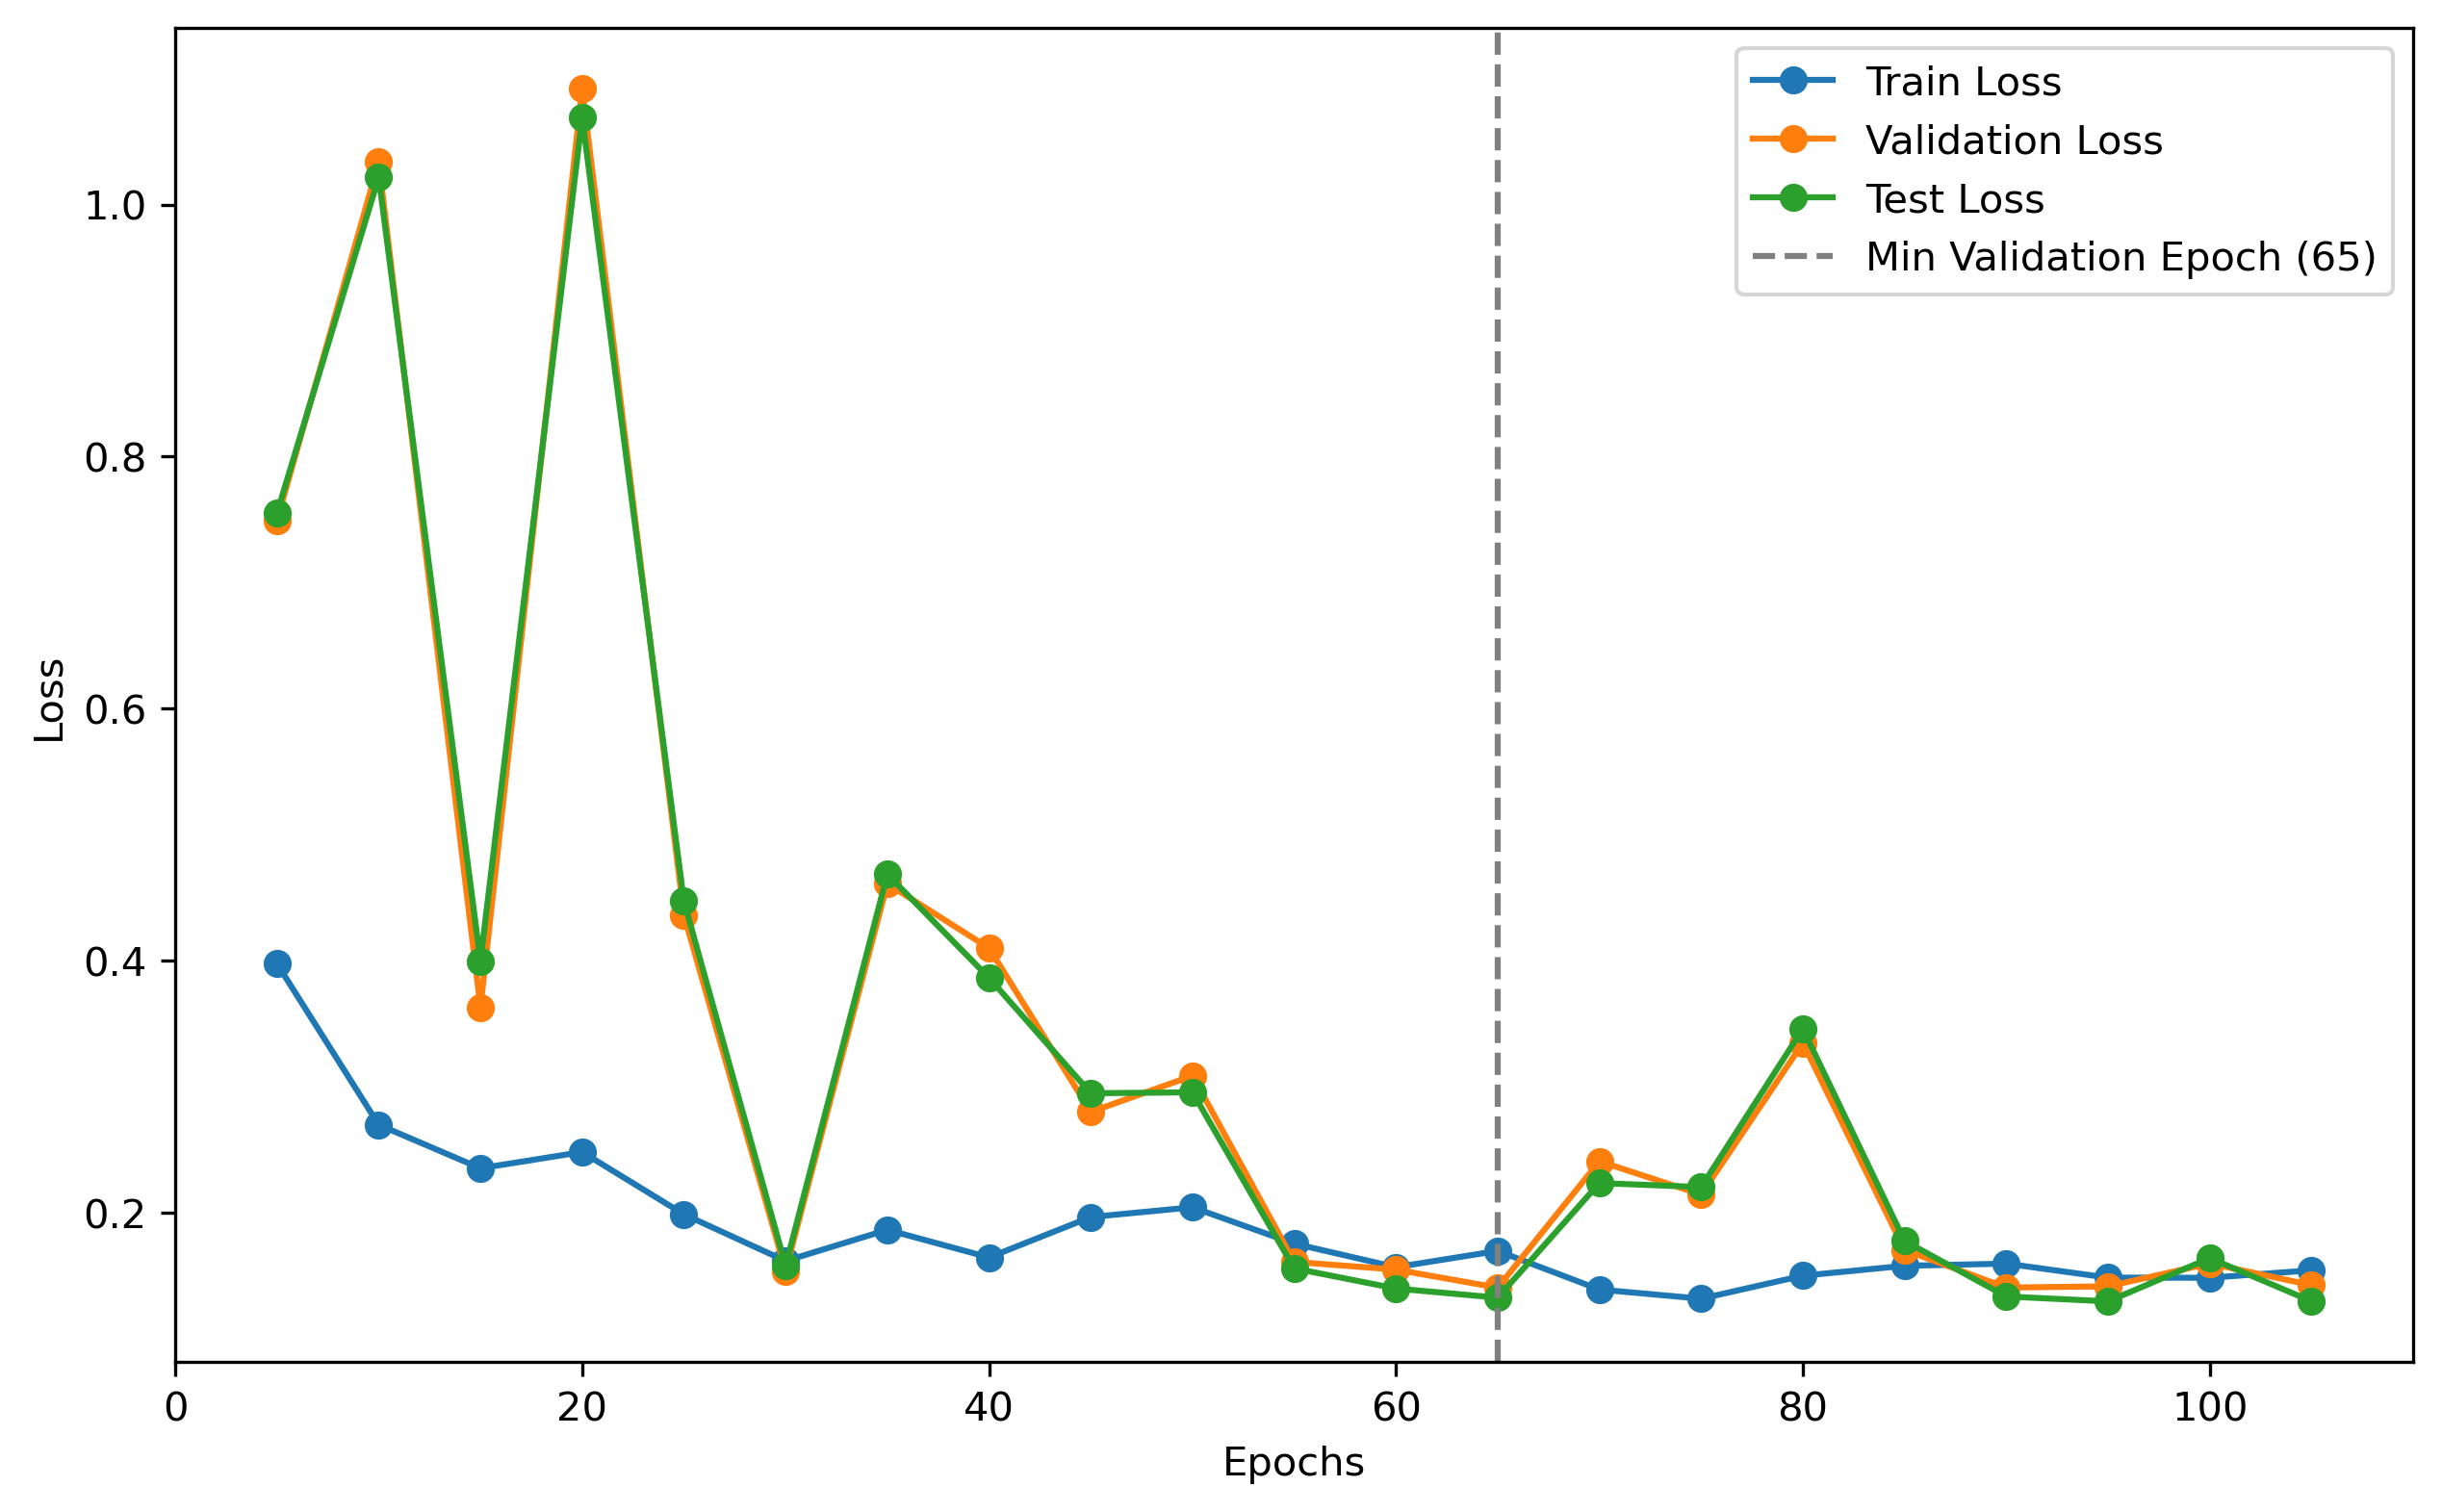 Train Loss
Validation Loss
Test Loss
Min Validation Epoch (65)
1.0
0.8
0.6
0.4
0.2
Loss
0 20 40 60 80 100
Epochs